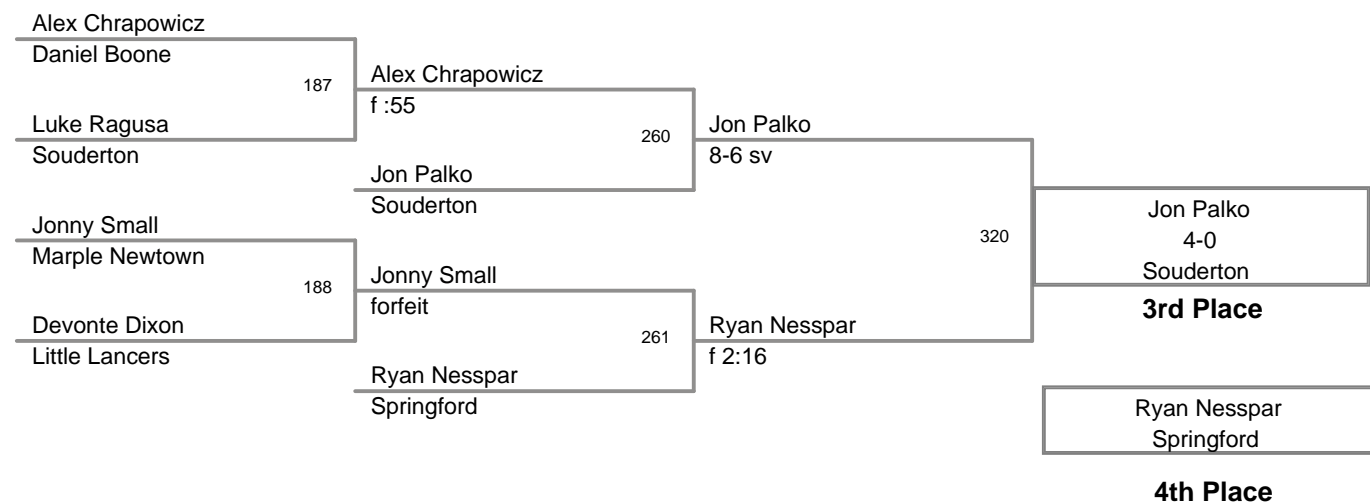 Alex Chrapowicz
Daniel Boone
187
Luke Ragusa
Souderton
Jonny Small
Marple Newtown
188
Devonte Dixon
Little Lancers
Alex Chrapowicz
f :55
260
Jon Palko
Souderton
Jonny Small
forfeit
261
Ryan Nesspar
Springford
Jon Palko
8-6 sv
320
Ryan Nesspar
f 2:16
Jon Palko
4-0
Souderton
3rd Place
Ryan Nesspar
Springford
4th Place